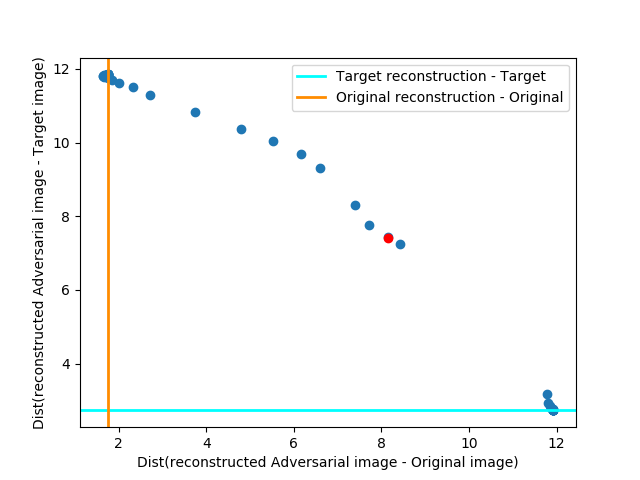 Target reconstruction - Target
Original reconstruction - Original
12
10
8
6
4
Dist(reconstructed Adversarial image - Target image)
2 4 6 8 10 12
Dist(reconstructed Adversarial image - Original image)